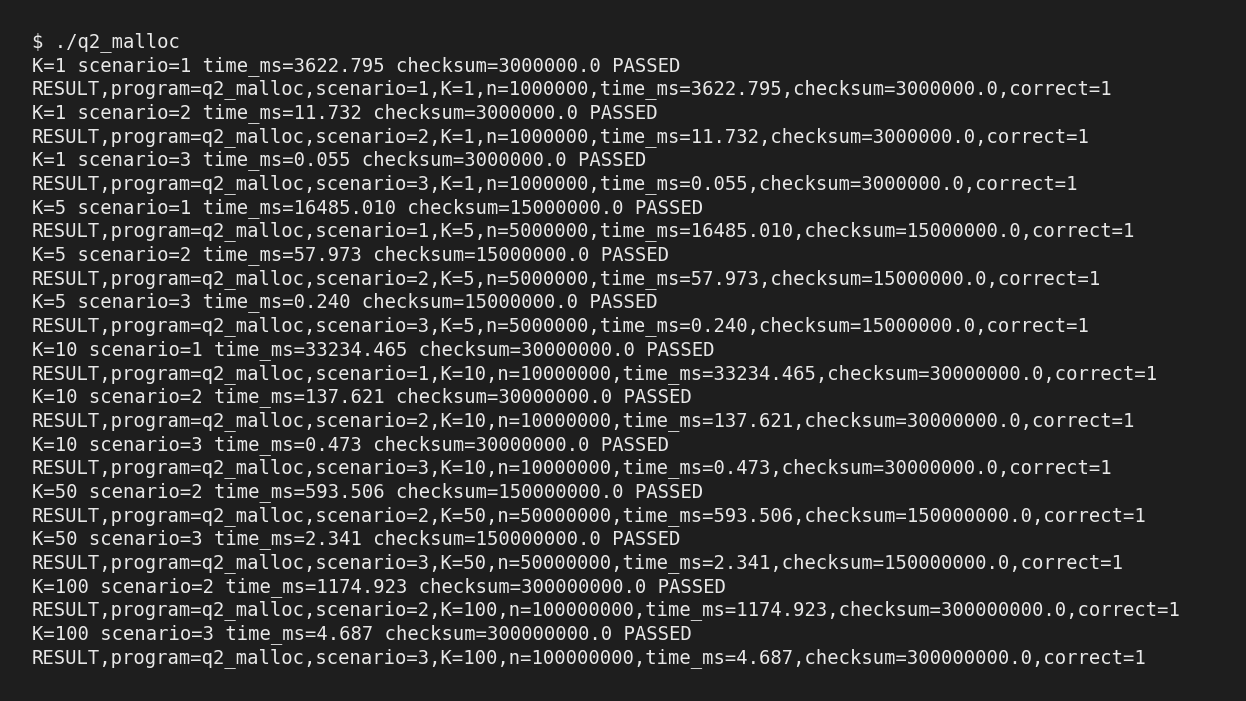 $ ./q2_malloc
K=1 scenario=1 time_ms=3622.795 checksum=3000000.0 PASSED
RESULT,program=q2_malloc,scenario=1,K=1,n=1000000,time_ms=3622.795,checksum=3000000.0,correct=1
K=1 scenario=2 time_ms=11.732 checksum=3000000.0 PASSED
RESULT,program=q2_malloc,scenario=2,K=1,n=1000000,time_ms=11.732,checksum=3000000.0,correct=1
K=1 scenario=3 time_ms=0.055 checksum=3000000.0 PASSED
RESULT,program=q2_malloc,scenario=3,K=1,n=1000000,time_ms=0.055,checksum=3000000.0,correct=1
K=5 scenario=1 time_ms=16485.010 checksum=15000000.0 PASSED
RESULT,program=q2_malloc,scenario=1,K=5,n=5000000,time_ms=16485.010,checksum=15000000.0,correct=1
K=5 scenario=2 time_ms=57.973 checksum=15000000.0 PASSED
RESULT,program=q2_malloc,scenario=2,K=5,n=5000000,time_ms=57.973,checksum=15000000.0,correct=1
K=5 scenario=3 time_ms=0.240 checksum=15000000.0 PASSED
RESULT,program=q2_malloc,scenario=3,K=5,n=5000000,time_ms=0.240,checksum=15000000.0,correct=1
K=10 scenario=1 time_ms=33234.465 checksum=30000000.0 PASSED
RESULT,program=q2_malloc,scenario=1,K=10,n=10000000,time_ms=33234.465,checksum=30000000.0,correct=1
K=10 scenario=2 time_ms=137.621 checksum=30000000.0 PASSED
RESULT,program=q2_malloc,scenario=2,K=10,n=10000000,time_ms=137.621,checksum=30000000.0,correct=1
K=10 scenario=3 time_ms=0.473 checksum=30000000.0 PASSED
RESULT,program=q2_malloc,scenario=3,K=10,n=10000000,time_ms=0.473,checksum=30000000.0,correct=1
K=50 scenario=2 time_ms=593.506 checksum=150000000.0 PASSED
RESULT,program=q2_malloc,scenario=2,K=50,n=50000000,time_ms=593.506,checksum=150000000.0,correct=1
K=50 scenario=3 time_ms=2.341 checksum=150000000.0 PASSED
RESULT,program=q2_malloc,scenario=3,K=50,n=50000000,time_ms=2.341,checksum=150000000.0,correct=1
K=100 scenario=2 time_ms=1174.923 checksum=300000000.0 PASSED
RESULT,program=q2_malloc,scenario=2,K=100,n=100000000,time_ms=1174.923,checksum=300000000.0,correct=1
K=100 scenario=3 time_ms=4.687 checksum=300000000.0 PASSED
RESULT,program=q2_malloc,scenario=3,K=100,n=100000000,time_ms=4.687,checksum=300000000.0,correct=1